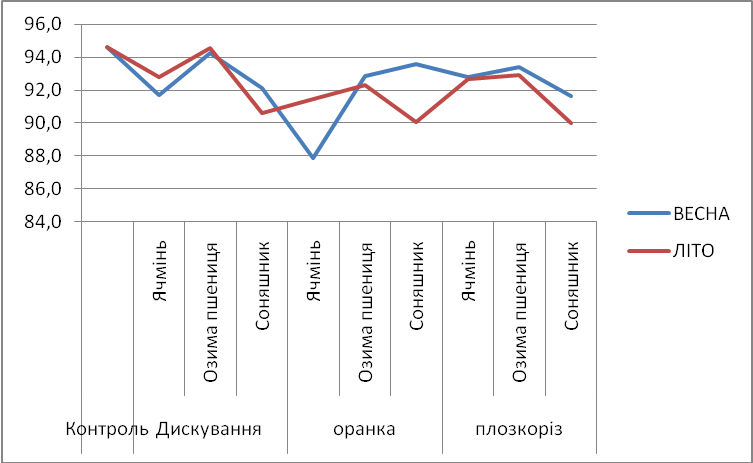 96,0
94,0
92,0
90,0
88,0
86,0
84,0
ВЕСНА
ЛІТО
Ячмінь
Озима пшениця
Соняшник
Ячмінь
Озима пшениця
Соняшник
Ячмінь
Озима пшениця
Соняшник
Контроль Дискування оранка плозкоріз